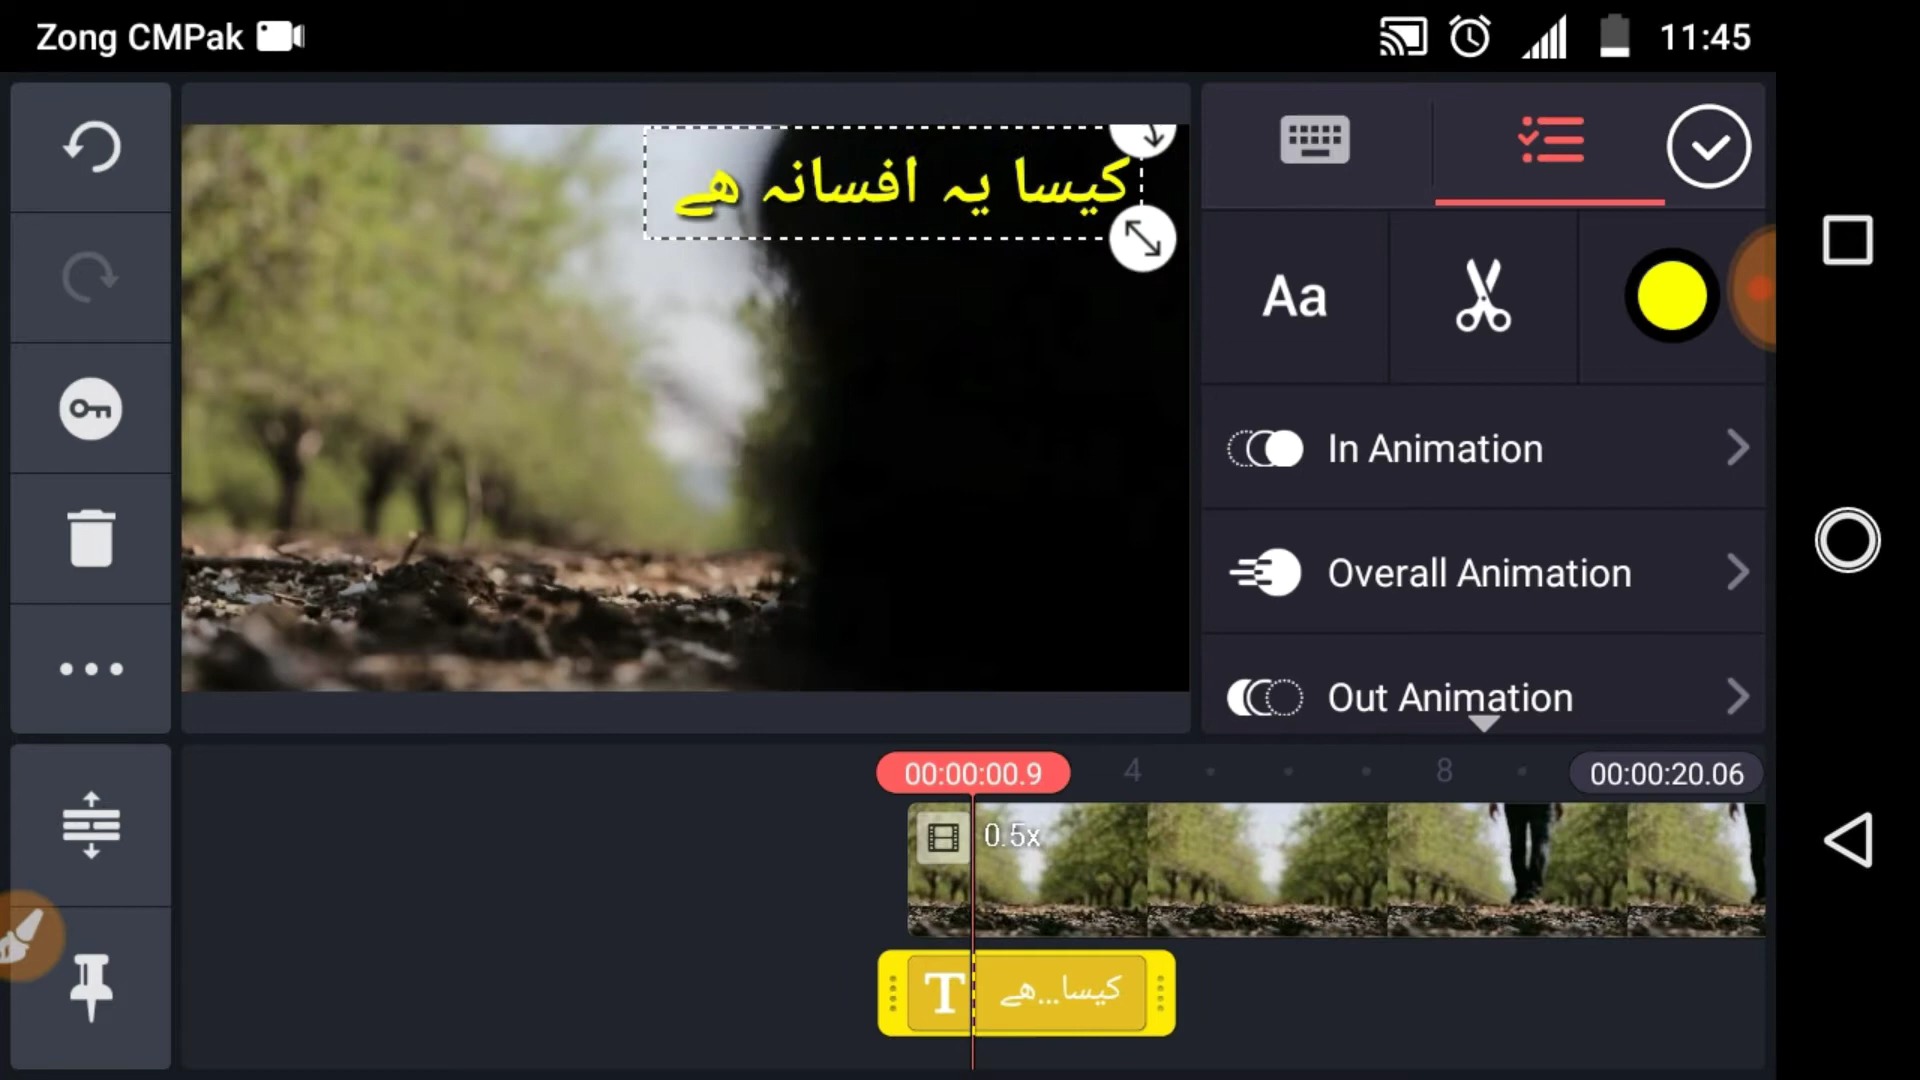 Zong CMPak
11:45
کیسا یہ افسانہ ھے
Aa
In Animation
Overall Animation
Out Animation
00:00:00.9
4
8
00:00:20.06
0.5x
T
کیسا...ھے